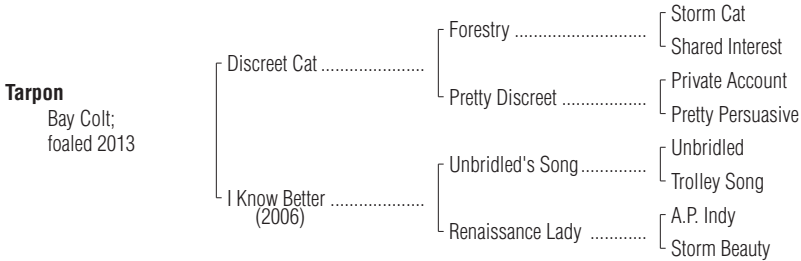 Storm Cat
Forestry ............................
Shared Interest
Discreet Cat ......................
Private Account
Pretty Discreet ..................
Pretty Persuasive
Tarpon
Bay Colt;
foaled 2013
Unbridled
Unbridled's Song..............
Trolley Song
I Know Better ....................
(2006)
A.P. Indy
Renaissance Lady ............
Storm Beauty